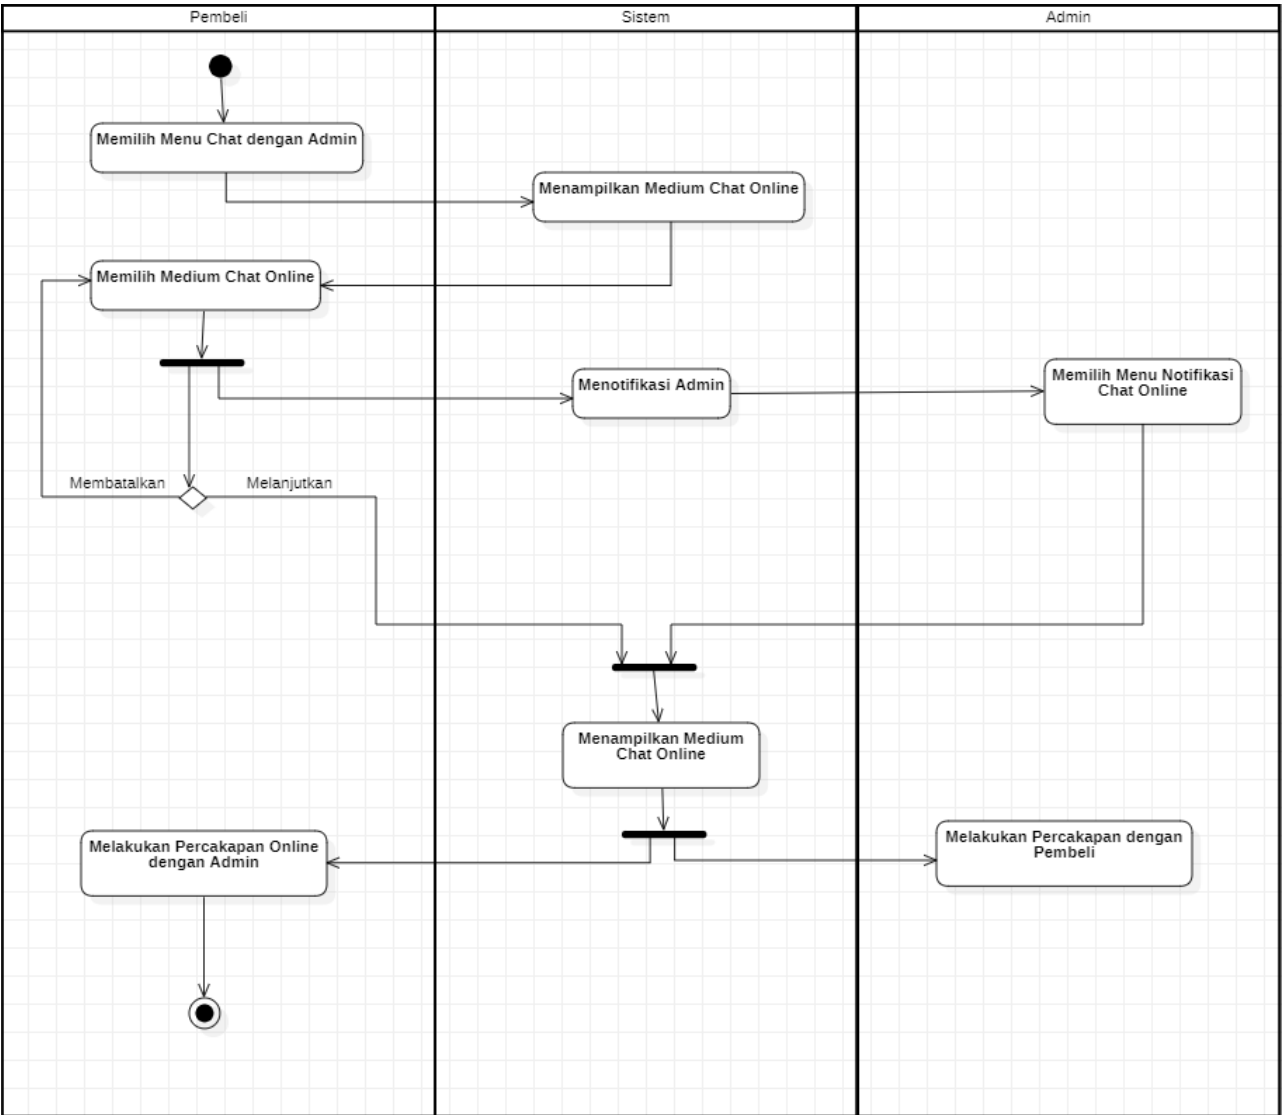 Pembeli
Sistem
Admin
Memilih Menu Chat dengan Admin
Menampilkan Medium Chat Online
Memilih Medium Chat Online
Menotifikasi Admin
Memilih Menu Notifikasi
Chat Online
Membatalkan
Melanjutkan
Menampilkan Medium
Chat Online
Melakukan Percakapan Online
dengan Admin
Melakukan Percakapan dengan
Pembeli